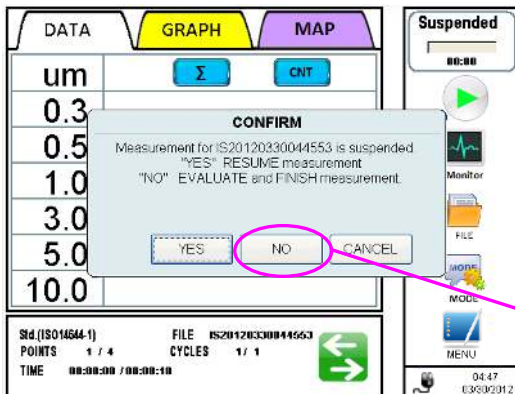 DATA
GRAPH
MAP
um
Σ
CNT
0.3
0.5
1.0
3.0
5.0
10.0
CONFIRM
Measurement for IS20120330044553 is suspended
"YES" RESUME measurement
"NO" EVALUATE and FINISH measurement.
YES
NO
CANCEL
Std.(ISO14644-1)
FILE IS20120330044553
POINTS 1 / 4
CYCLES 1/ 1
TIME 00:00:00 /00:00:10
Suspended
00:00
Monitor
FILE
MODE
MODE
MENU
04:47
03/30/2012